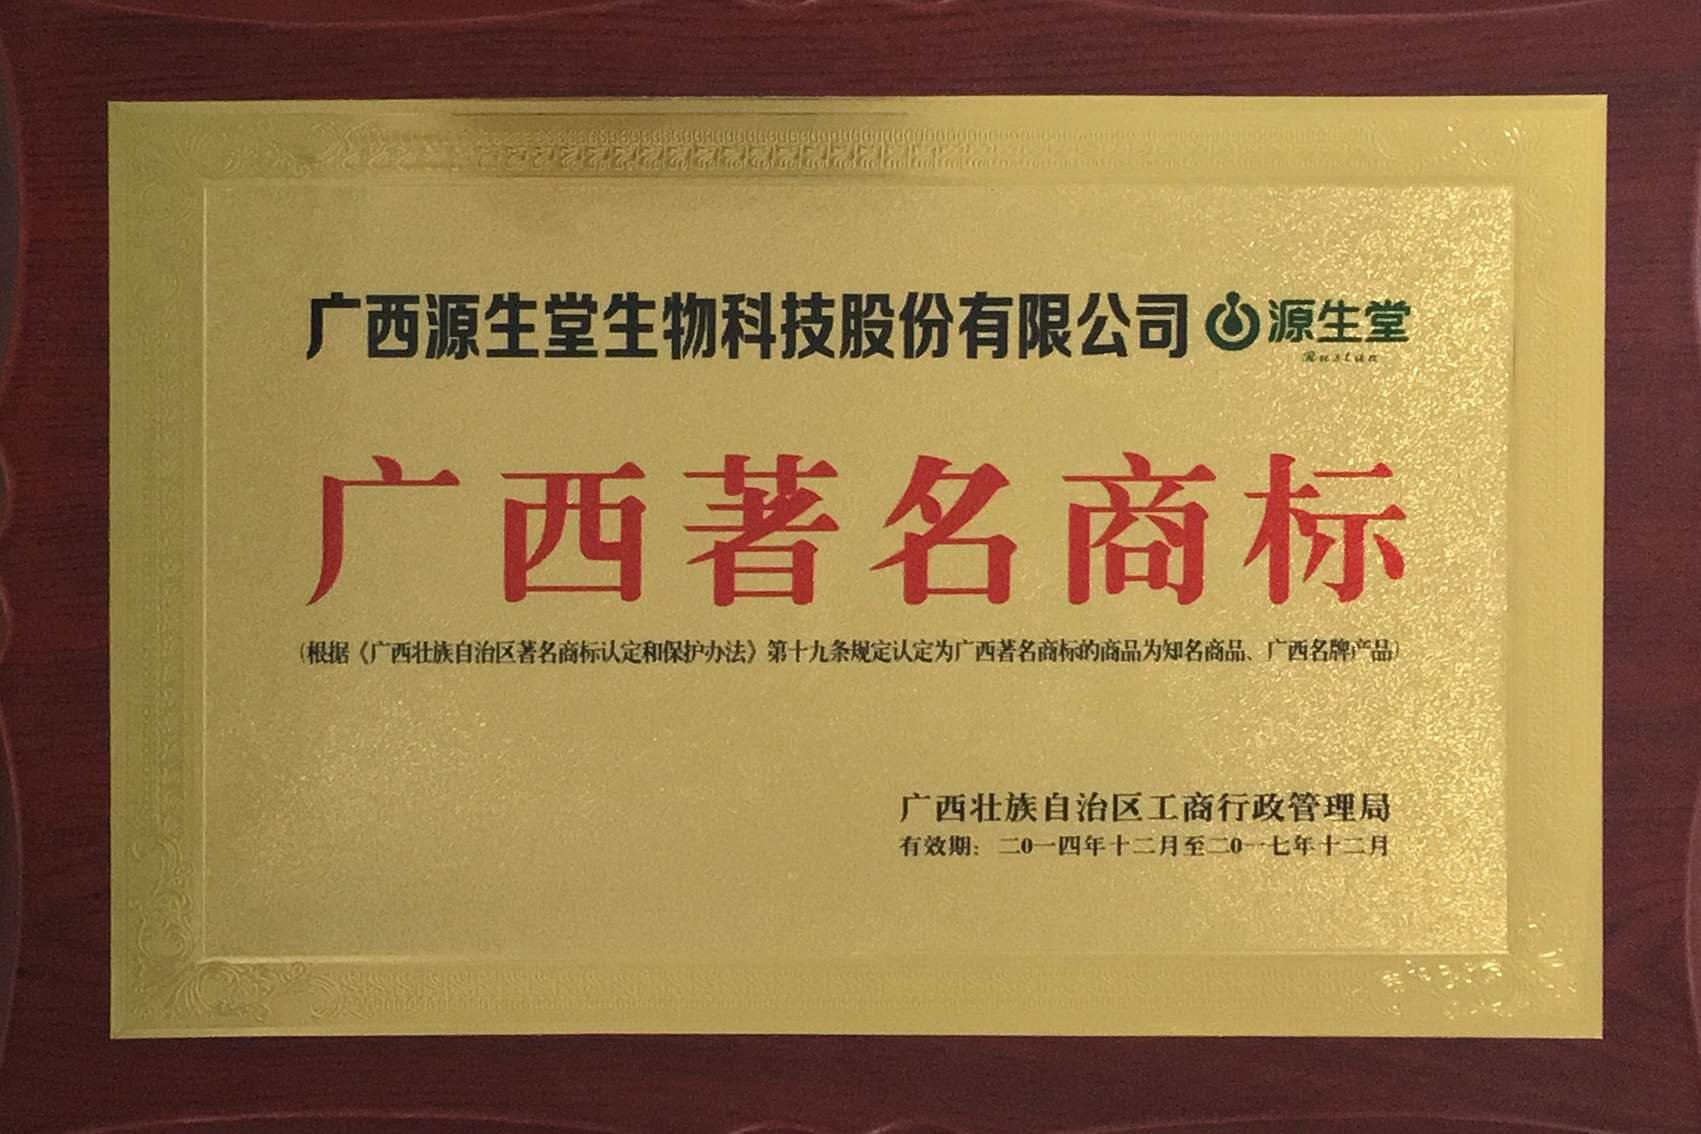 广西源生堂生物科技股份有限公司 源生堂
Rustan
广西著名商标
(根据《广西壮族自治区著名商标认定和保护办法》第十九条规定认定为广西著名商标的商品为知名商品、广西名牌产品)
广西壮族自治区工商行政管理局
有效期：二0一四年十二月至二0一七年十二月